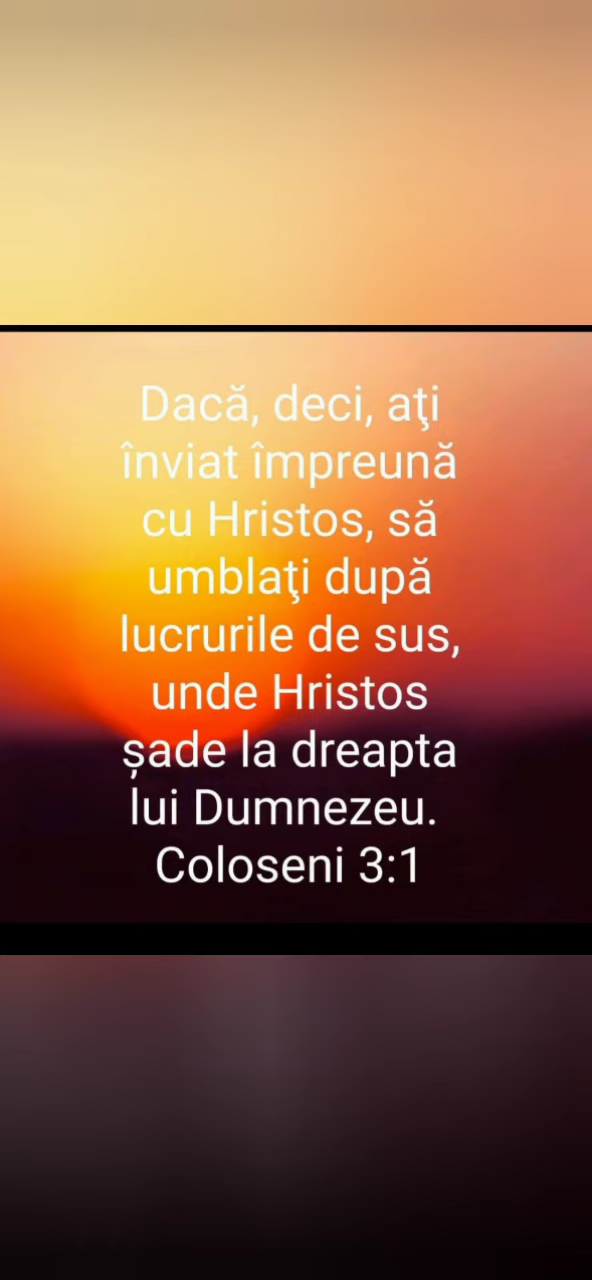 Dacă, deci, aţi
înviat împreună
cu Hristos, să
umblaţi după
lucrurile de sus,
unde Hristos
șade la dreapta
lui Dumnezeu.
Coloseni 3:1